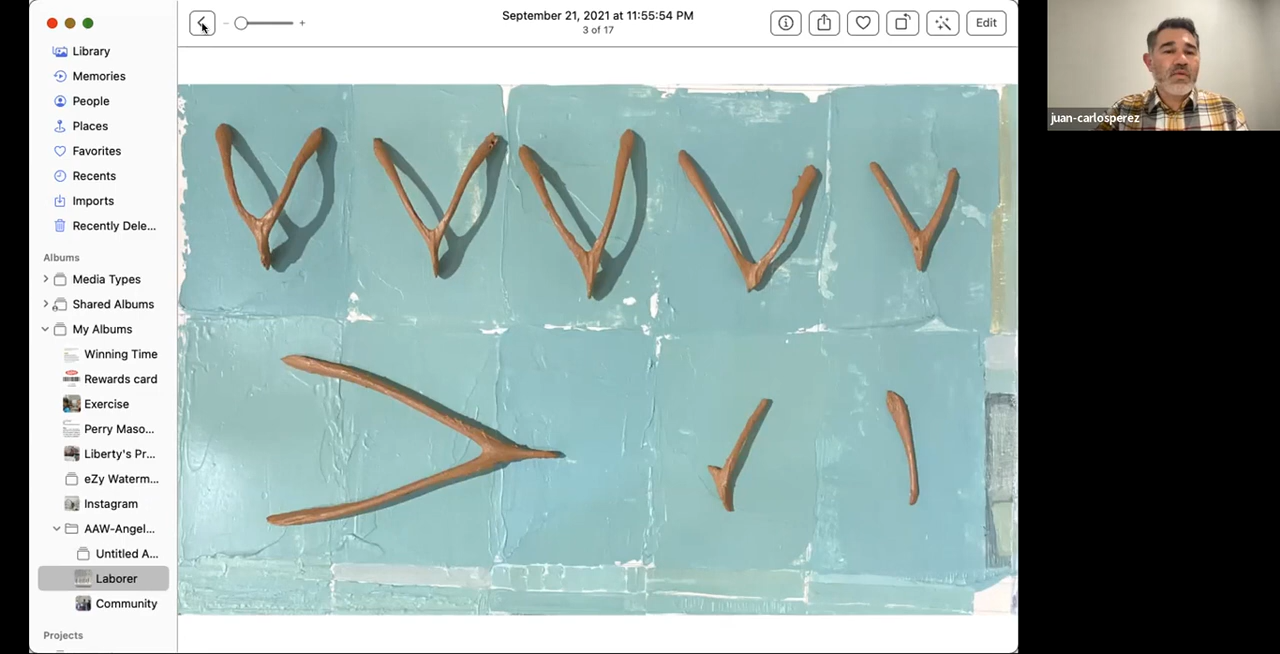 September 21, 2021 at 11:55:54 PM
3 of 17
Edit
Library
Memories
People
Places
Favorites
Recents
Imports
Recently Dele...
Albums
Media Types
Shared Albums
My Albums
Winning Time
Rewards card
Exercise
Perry Maso...
Liberty's Pr...
eZy Waterm...
Instagram
AAW-Angel...
Untitled A...
Laborer
Community
Projects
juan-carlosperez